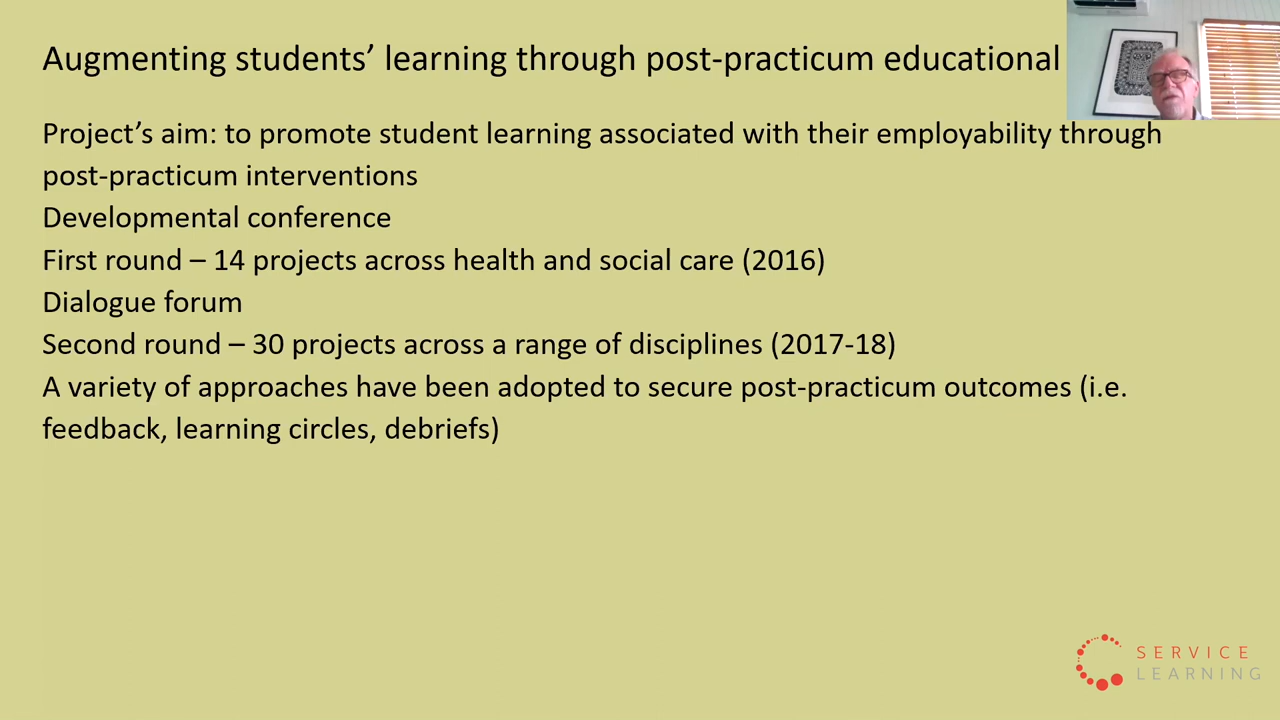 Augmenting students’ learning through post-practicum educational
Project’s aim: to promote student learning associated with their employability through
post-practicum interventions
Developmental conference
First round – 14 projects across health and social care (2016)
Dialogue forum
Second round – 30 projects across a range of disciplines (2017-18)
A variety of approaches have been adopted to secure post-practicum outcomes (i.e.
feedback, learning circles, debriefs)
SERVICE
LEARNING